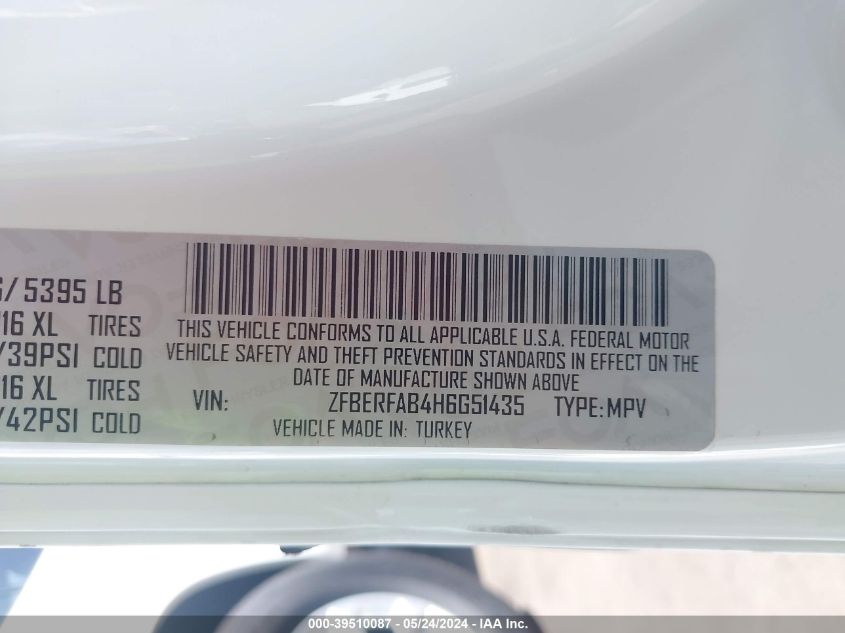 / 5395 LB
16 XL TIRES
/39PSI COLD
16 XL TIRES
/42PSI COLD
THIS VEHICLE CONFORMS TO ALL APPLICABLE U.S.A. FEDERAL MOTOR
VEHICLE SAFETY AND THEFT PREVENTION STANDARDS IN EFFECT ON THE
DATE OF MANUFACTURE SHOWN ABOVE
VIN: ZFBERFAB4H6G51435 TYPE: MPV
VEHICLE MADE IN: TURKEY
000-39510087 - 05/24/2024 - IAA Inc.